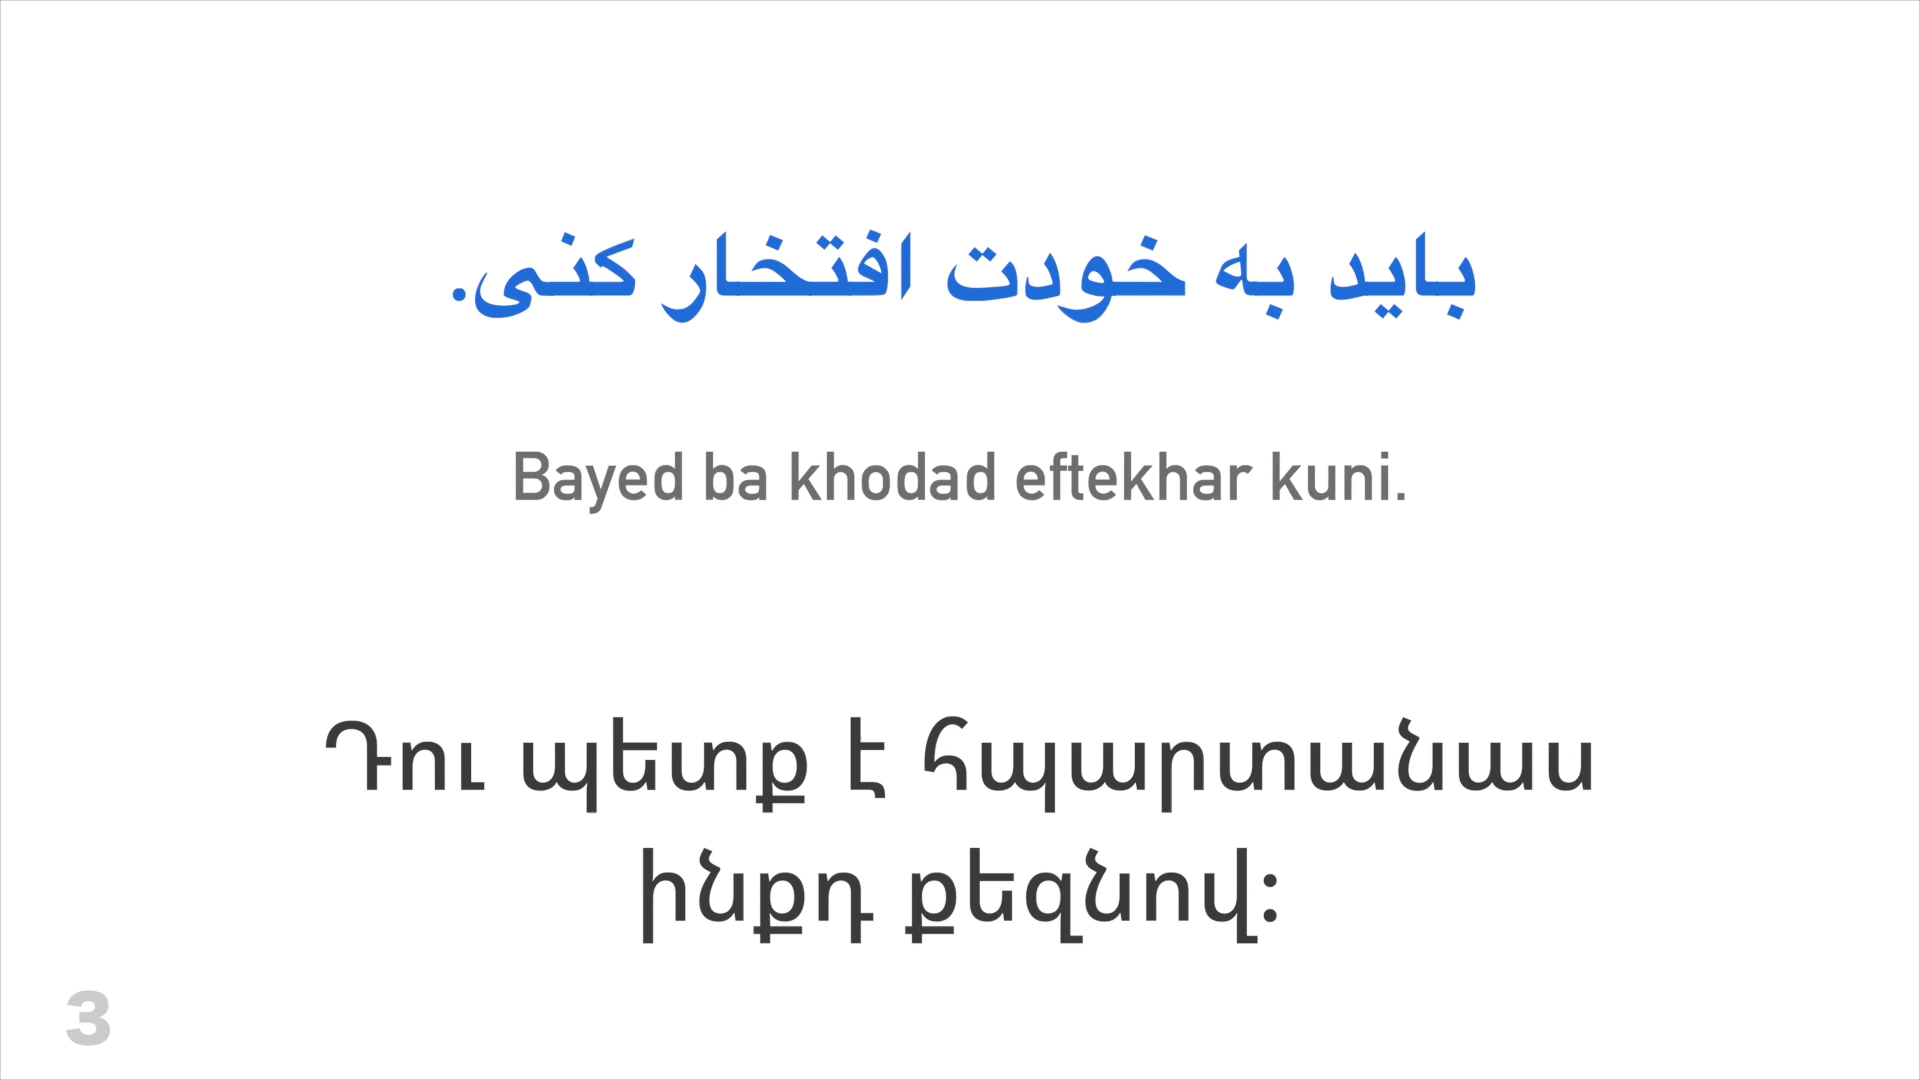 باید به خودت افتخار کنی.
Bayed ba khodad eftekhar kuni.
Դու պետք է հպարտանաս
ինքդ քեզնով:
3